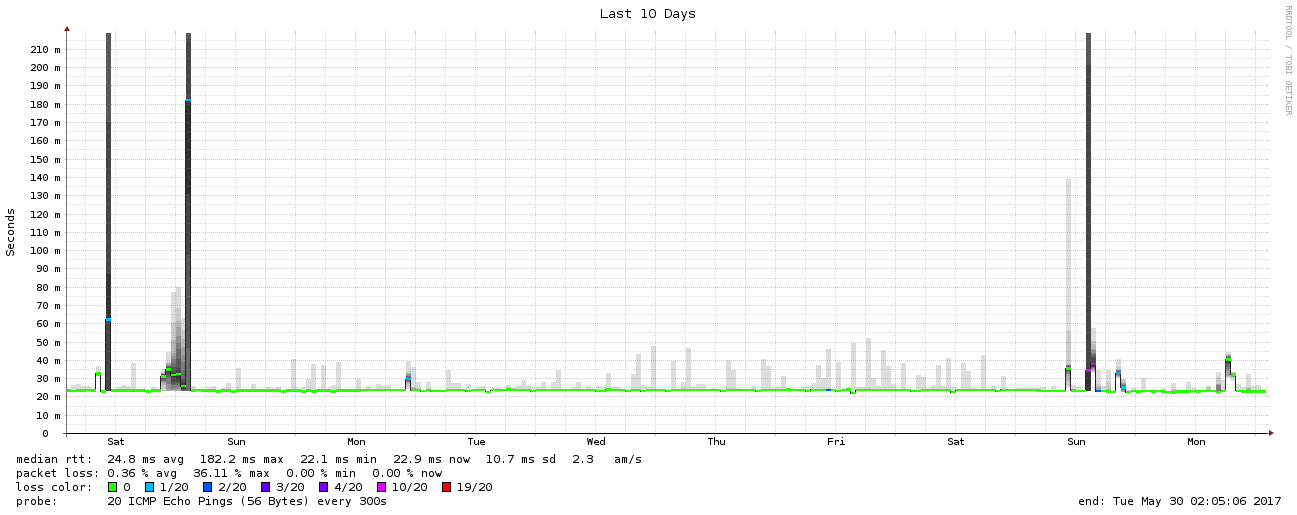 Last 10 Days
RRDTOOL / TOBI OETIKER
Seconds
210 m
200 m
190 m
180 m
170 m
160 m
150 m
140 m
130 m
120 m
110 m
100 m
90 m
80 m
70 m
60 m
50 m
40 m
30 m
20 m
10 m
0
Sat Sun Mon Tue Wed Thu Fri Sat Sun Mon
median rtt: 24.8 ms avg 182.2 ms max 22.1 ms min 22.9 ms now 10.7 ms sd 2.3 am/s
packet loss: 0.36 % avg 36.11 % max 0.00 % min 0.00 % now
loss color: 0 1/20 2/20 3/20 4/20 10/20 19/20
probe: 20 ICMP Echo Pings (56 Bytes) every 300s
end: Tue May 30 02:05:06 2017